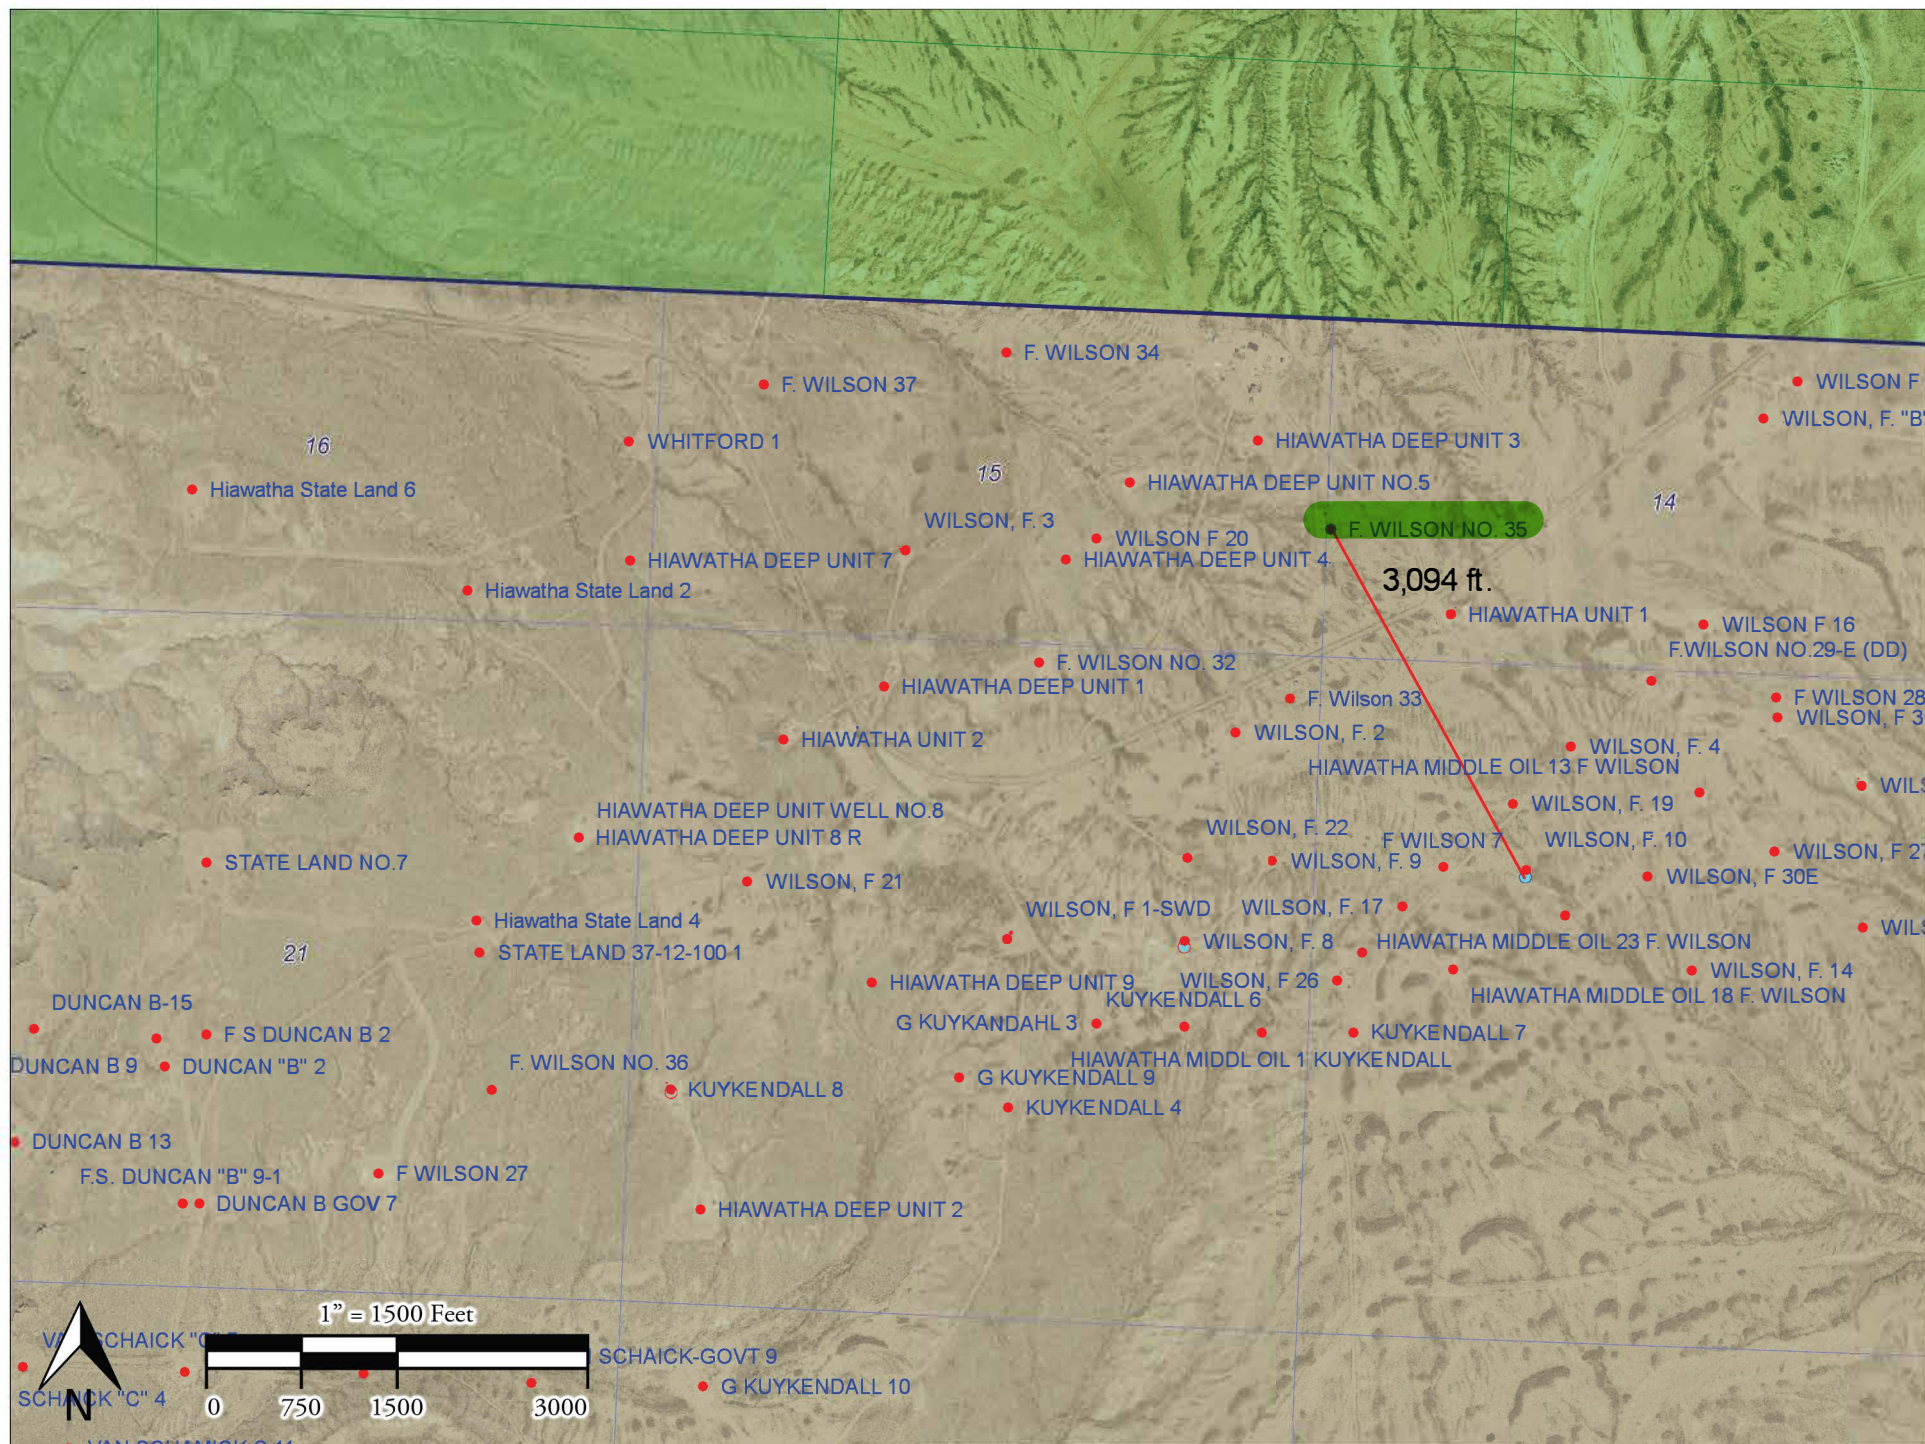 F. WILSON 34
F. WILSON 37
WILSON F
WILSON, F. "B"
WHITFORD 1
HIAWATHA DEEP UNIT 3
16
15
14
Hiawatha State Land 6
HIAWATHA DEEP UNIT NO.5
WILSON, F. 3
F. WILSON NO. 35
WILSON F 20
HIAWATHA DEEP UNIT 7
HIAWATHA DEEP UNIT 4
3,094 ft.
Hiawatha State Land 2
HIAWATHA UNIT 1
WILSON F 16
F.WILSON NO.29-E (DD)
F. WILSON NO. 32
HIAWATHA DEEP UNIT 1
F. Wilson 33
F WILSON 28
WILSON, F 3
WILSON, F. 2
HIAWATHA UNIT 2
WILSON, F. 4
HIAWATHA MIDDLE OIL 13 F WILSON
WILS
WILSON, F. 19
HIAWATHA DEEP UNIT WELL NO.8
HIAWATHA DEEP UNIT 8 R
WILSON, F. 22
F WILSON 7
WILSON, F. 10
STATE LAND NO.7
WILSON, F. 9
WILSON, F 27
WILSON, F 21
WILSON, F 30E
WILSON, F 1-SWD
WILSON, F. 17
Hiawatha State Land 4
WILS
21
STATE LAND 37-12-100 1
WILSON, F. 8
HIAWATHA MIDDLE OIL 23 F. WILSON
HIAWATHA DEEP UNIT 9
WILSON, F 26
WILSON, F. 14
DUNCAN B-15
KUYKENDALL 6
HIAWATHA MIDDLE OIL 18 F. WILSON
F S DUNCAN B 2
G KUYKANDAHL 3
KUYKENDALL 7
DUNCAN B 9
DUNCAN "B" 2
F. WILSON NO. 36
HIAWATHA MIDDL OIL 1 KUYKENDALL
KUYKENDALL 8
G KUYKENDALL 9
KUYKENDALL 4
DUNCAN B 13
F.S. DUNCAN "B" 9-1
F WILSON 27
DUNCAN B GOV 7
HIAWATHA DEEP UNIT 2
1” = 1500 Feet
SCHAICK
SCHAICK-GOVT 9
G KUYKENDALL 10
SCHAICK "C" 4
N
0 750 1500 3000